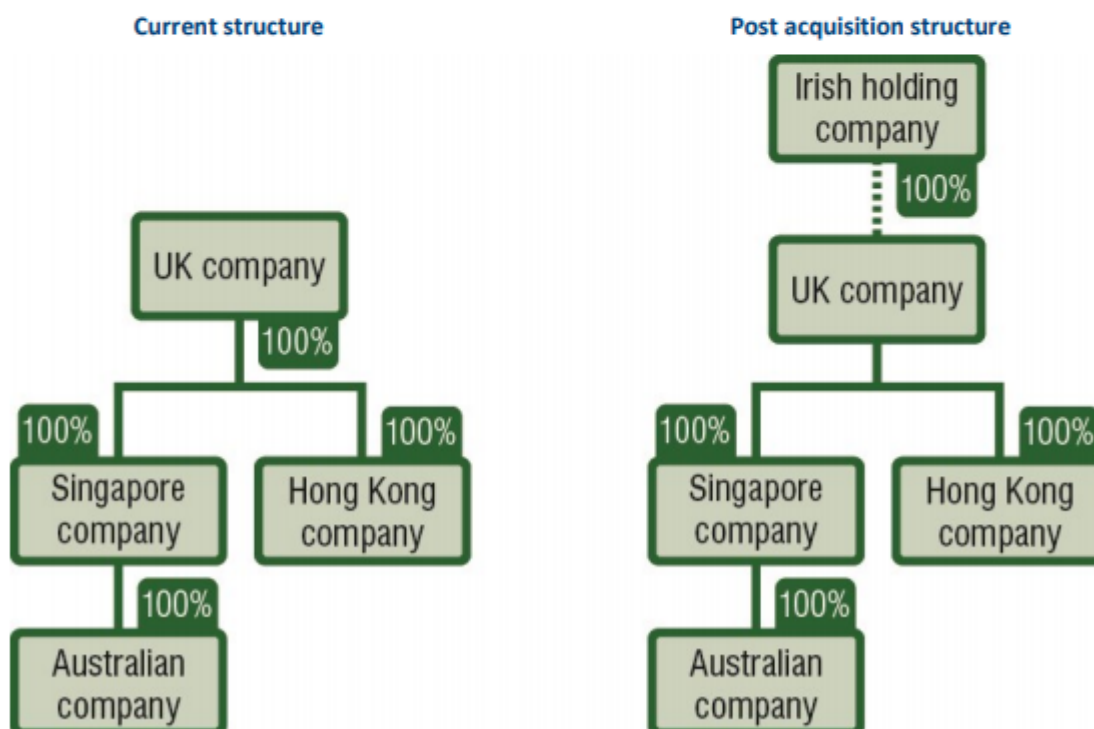 Current structure
UK company
100%
100%
100%
Singapore
company
Hong Kong
company
100%
Australian
company
Post acquisition structure
Irish holding
company
100%
UK company
100%
100%
Singapore
company
Hong Kong
company
100%
Australian
company